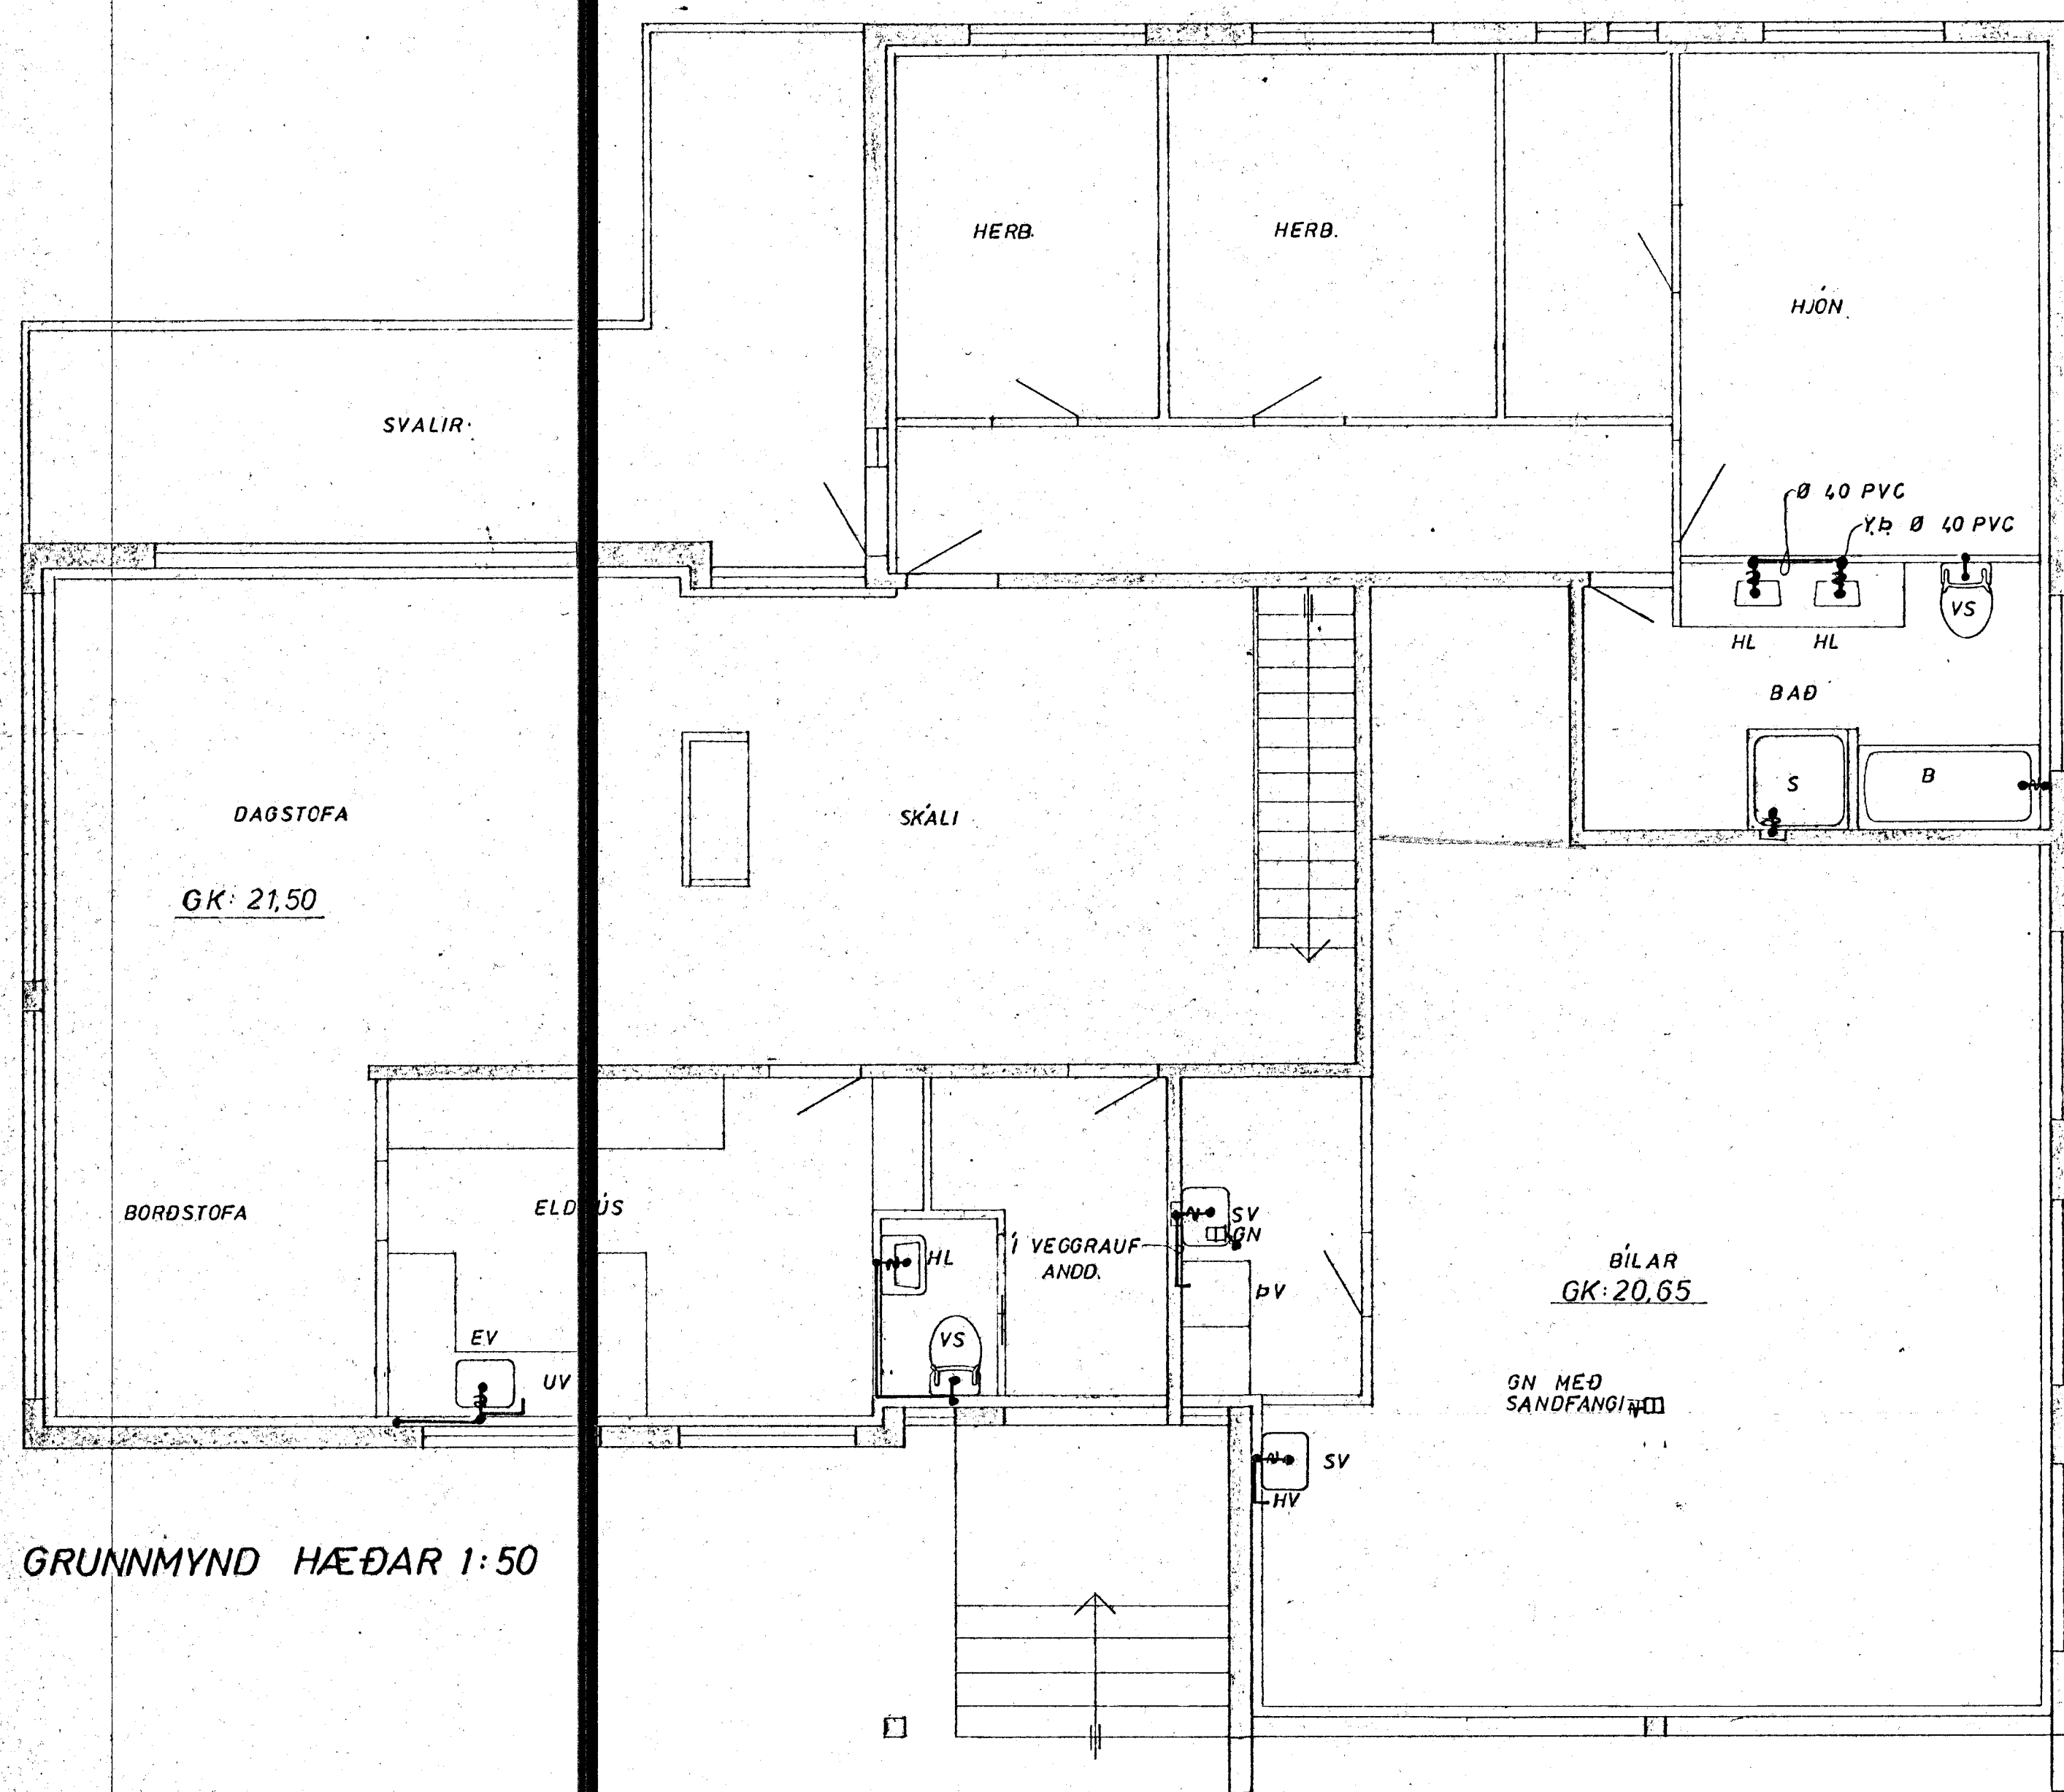 HERB.
HERB.
HJÓN
SVALIR
Ø 40 PVC
Y.Þ Ø 40 PVC
VS
HL
HL
BAÐ
S
B
DAGSTOFA
SKÁLI
GK: 21,50
BORÐSTOFA
HL
Í VEGGRAUF
ANDD.
SV
GN
ÞV
BÍLAR
GK: 20,65
EV
UV
VS
GN MEÐ
SANDFANGI
SV
HV
GRUNNMYND HÆÐAR 1:50